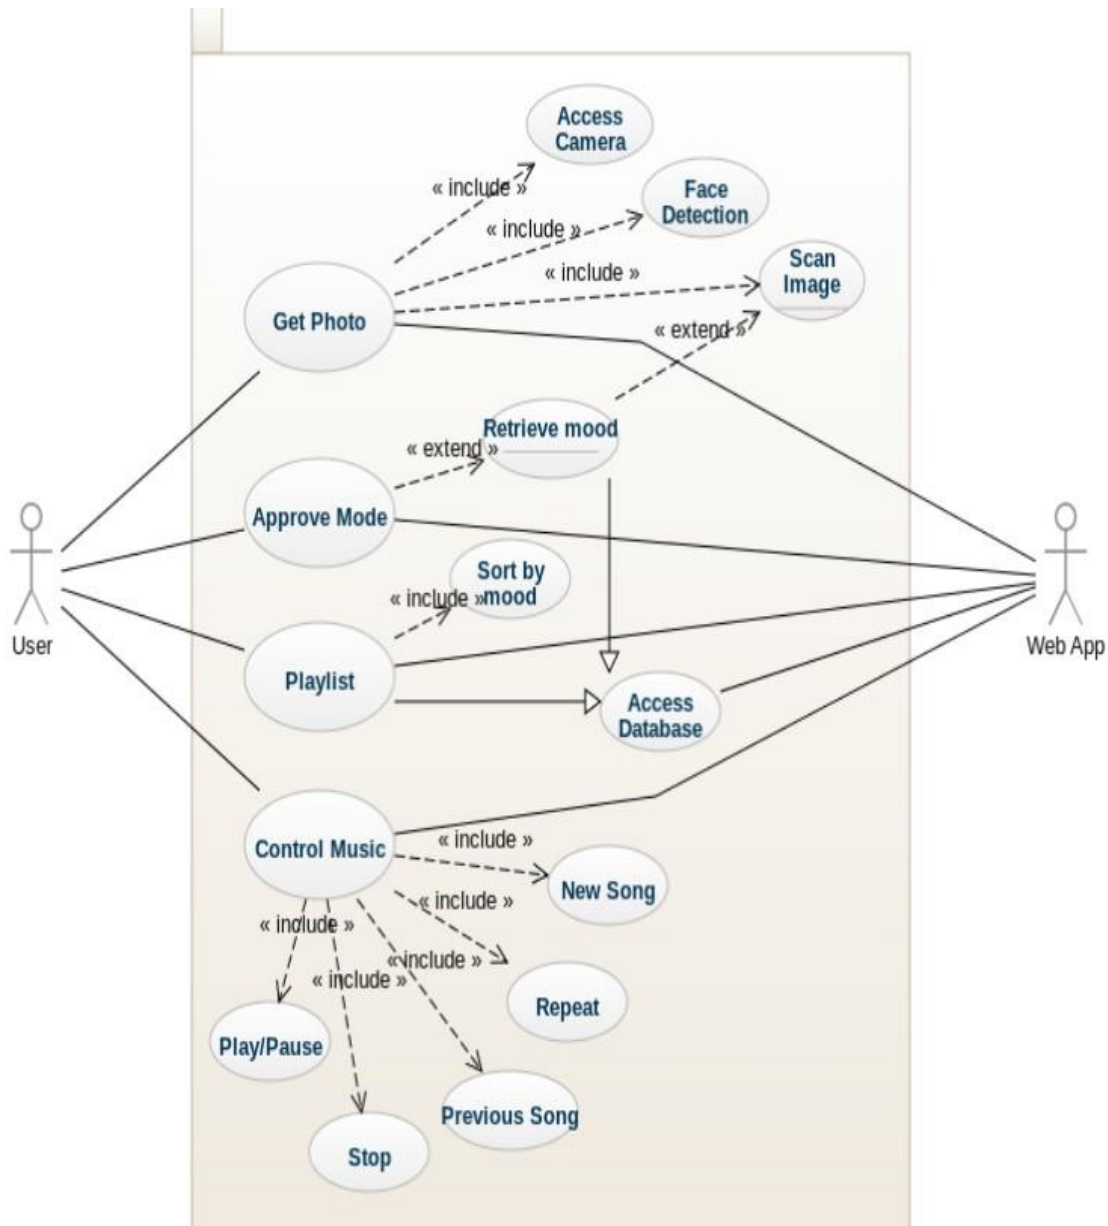 Access
Camera
« include »
Face
Detection
« include »
Scan
Image
« include »
Get Photo
« extend »
Retrieve mood
« extend »
Approve Mode
Sort by
mood
« include »
User
Web App
Playlist
Access
Database
Control Music
« include »
New Song
« include »
« include »
« include »
« include »
Repeat
Play/Pause
Previous Song
Stop